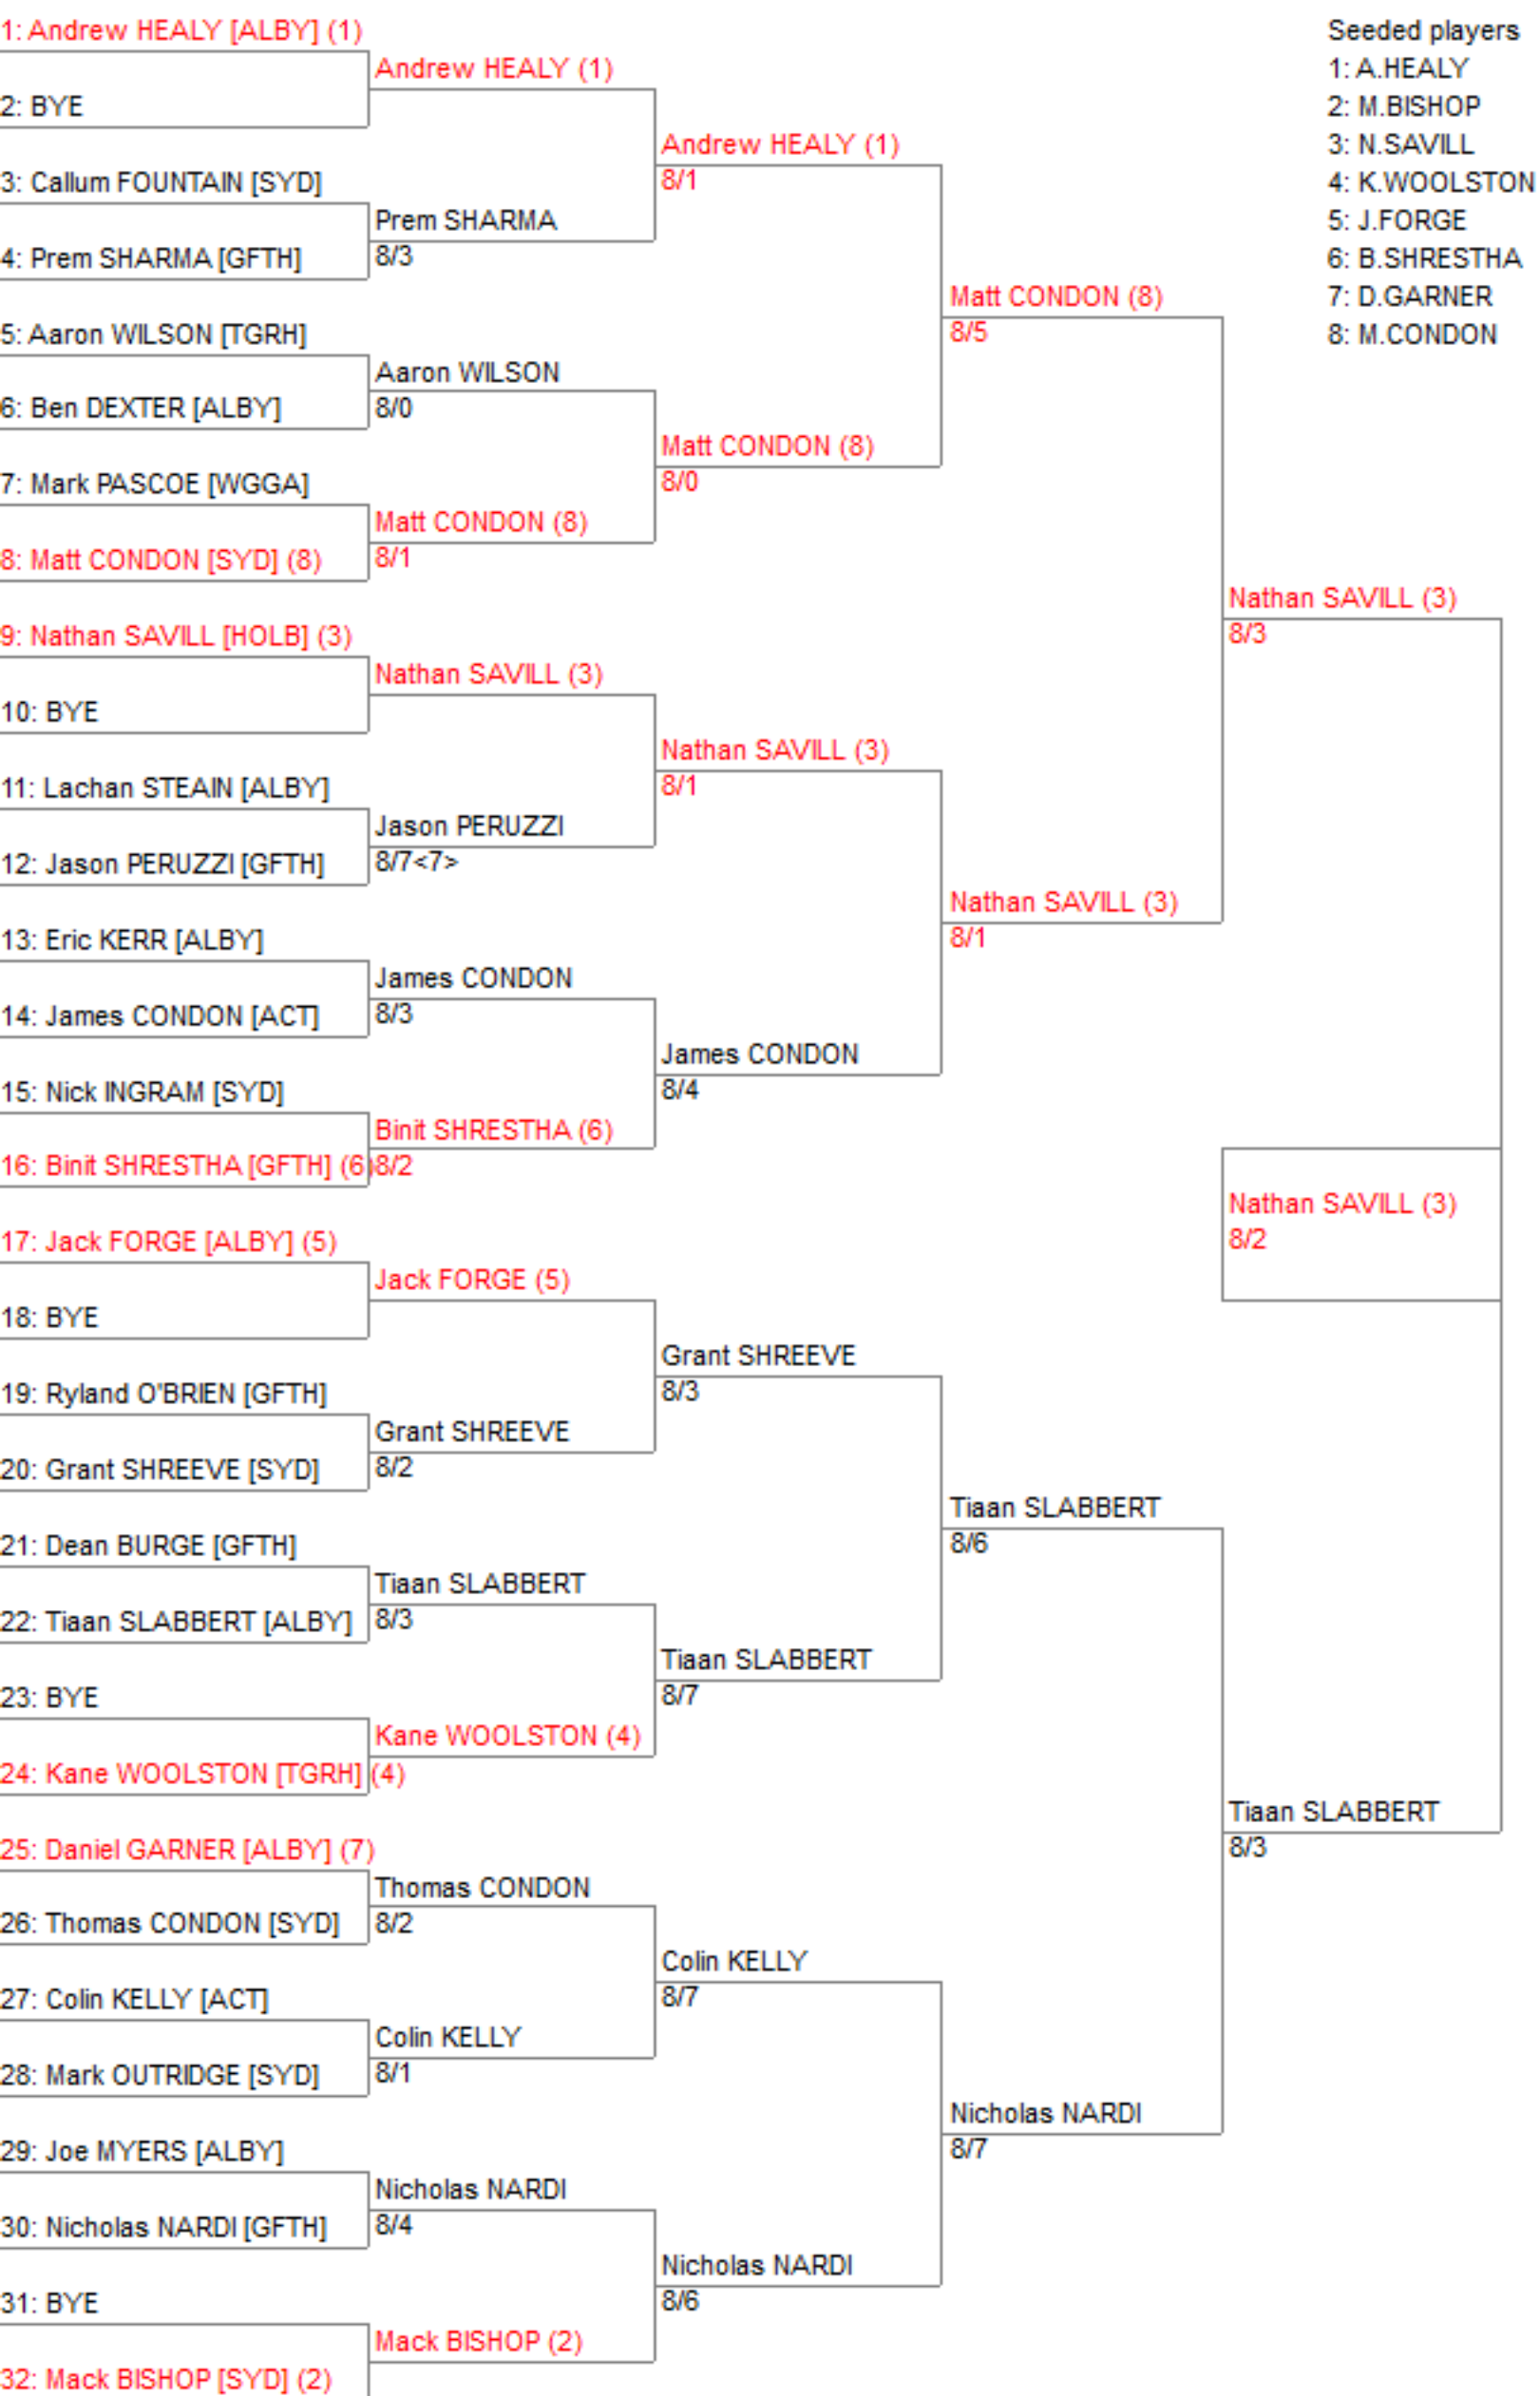 1: Andrew HEALY [ALBY] (1)
2: BYE
3: Callum FOUNTAIN [SYD]
4: Prem SHARMA [GFTH]
5: Aaron WILSON [TGRH]
6: Ben DEXTER [ALBY]
7: Mark PASCOE [WGGA]
8: Matt CONDON [SYD] (8)
9: Nathan SAVILL [HOLB] (3)
10: BYE
11: Lachan STEAIN [ALBY]
12: Jason PERUZZI [GFTH]
13: Eric KERR [ALBY]
14: James CONDON [ACT]
15: Nick INGRAM [SYD]
16: Binit SHRESTHA [GFTH] (6)
17: Jack FORGE [ALBY] (5)
18: BYE
19: Ryland O'BRIEN [GFTH]
20: Grant SHREEVE [SYD]
21: Dean BURGE [GFTH]
22: Tiaan SLABBERT [ALBY]
23: BYE
24: Kane WOOLSTON [TGRH] (4)
25: Daniel GARNER [ALBY] (7)
26: Thomas CONDON [SYD]
27: Colin KELLY [ACT]
28: Mark OUTRIDGE [SYD]
29: Joe MYERS [ALBY]
30: Nicholas NARDI [GFTH]
31: BYE
32: Mack BISHOP [SYD] (2)
Andrew HEALY (1)
Prem SHARMA
8/3
Aaron WILSON
8/0
Matt CONDON (8)
8/1
Nathan SAVILL (3)
Jason PERUZZI
8/7<7>
James CONDON
8/3
Binit SHRESTHA (6)
8/2
Jack FORGE (5)
Grant SHREEVE
8/2
Tiaan SLABBERT
8/3
Kane WOOLSTON (4)
Thomas CONDON
8/2
Colin KELLY
8/1
Nicholas NARDI
8/4
Mack BISHOP (2)
Andrew HEALY (1)
8/1
Matt CONDON (8)
8/0
Nathan SAVILL (3)
8/1
James CONDON
8/4
Grant SHREEVE
8/3
Tiaan SLABBERT
8/7
Colin KELLY
8/7
Nicholas NARDI
8/6
Matt CONDON (8)
8/5
Nathan SAVILL (3)
8/1
Tiaan SLABBERT
8/6
Nicholas NARDI
8/7
Nathan SAVILL (3)
8/3
Nathan SAVILL (3)
8/2
Tiaan SLABBERT
8/3
Seeded players
1: A.HEALY
2: M.BISHOP
3: N.SAVILL
4: K.WOOLSTON
5: J.FORGE
6: B.SHRESTHA
7: D.GARNER
8: M.CONDON